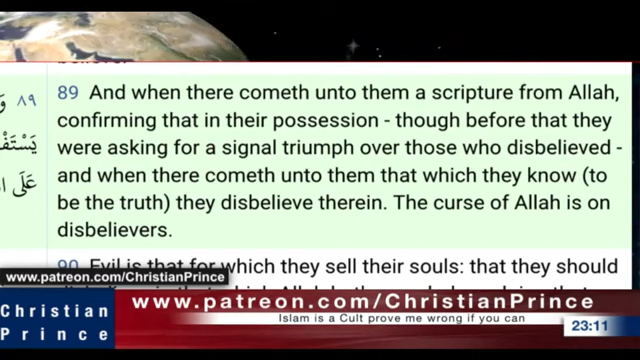 89 And when there cometh unto them a scripture from Allah,
confirming that in their possession - though before that they
were asking for a signal triumph over those who disbelieved -
and when there cometh unto them that which they know (to
be the truth) they disbelieve therein. The curse of Allah is on
disbelievers.
90 Evil is that for which they sell their souls: that they should
٨٩
www.patreon.com/ChristianPrince
Christian
Prince
www.patreon.com/ChristianPrince
Islam is a Cult prove me wrong if you can
23:11